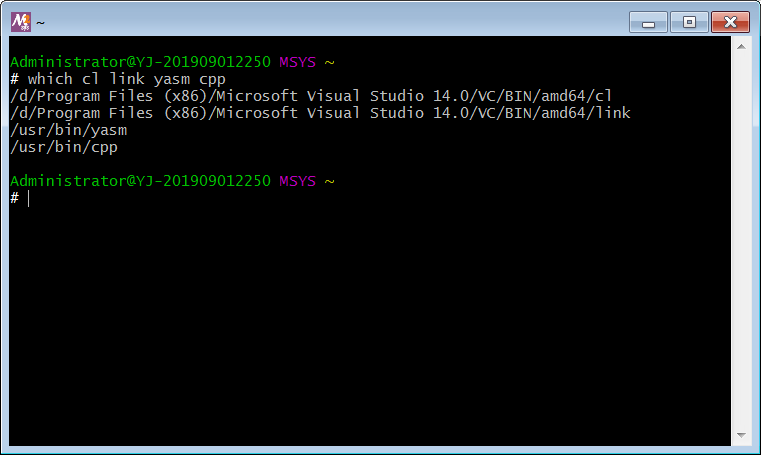 ~
Administrator@YJ-201909012250 MSYS ~
# which cl link yasm cpp
/d/Program Files (x86)/Microsoft Visual Studio 14.0/VC/BIN/amd64/cl
/d/Program Files (x86)/Microsoft Visual Studio 14.0/VC/BIN/amd64/link
/usr/bin/yasm
/usr/bin/cpp
Administrator@YJ-201909012250 MSYS ~
#